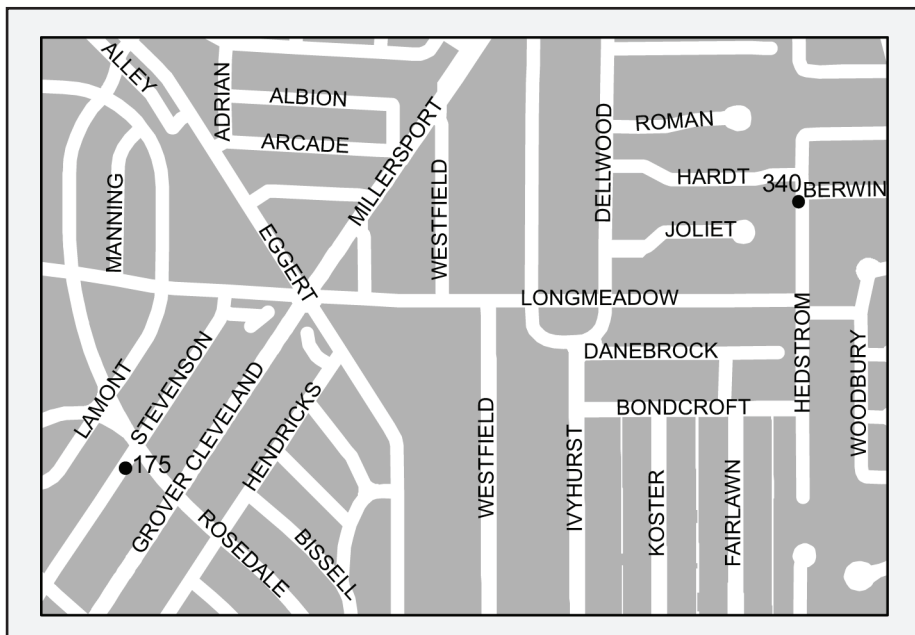 ALLEY
ADRIAN
ALBION
ARCADE
MILLERSPORT
MANNING
EGGERT
WESTFIELD
DELLWOOD
ROMAN
HARDT
340
BERWIN
JOLIET
LONGMEADOW
LAMONT
STEVENSON
175
GROVER CLEVELAND
HENDRICKS
ROSEDALE
BISSELL
WESTFIELD
IVYHURST
DANEBROCK
BONDCROFT
KOSTER
FAIRLAWN
HEDSTROM
WOODBURY